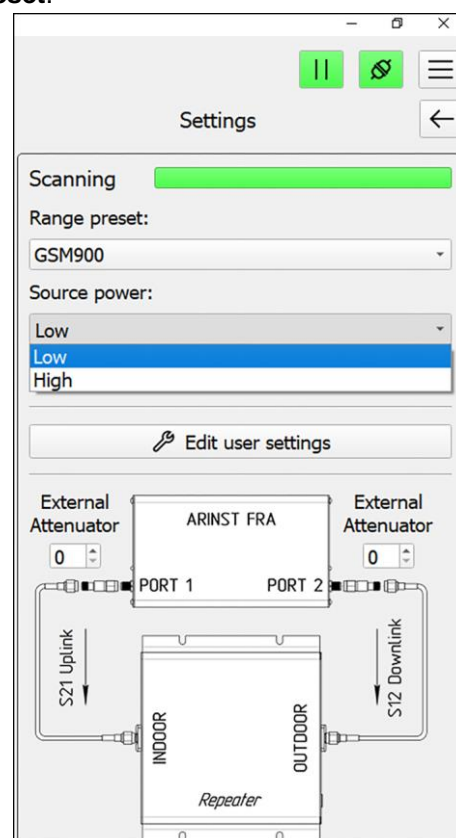 Settings
Scanning
Range preset:
GSM900
Source power:
Low
Low
High
Edit user settings
External
Attenuator
0
ARINST FRA
PORT 1
PORT 2
External
Attenuator
0
S21 Uplink
S12 Downlink
INDOOR
OUTDOOR
Repeater